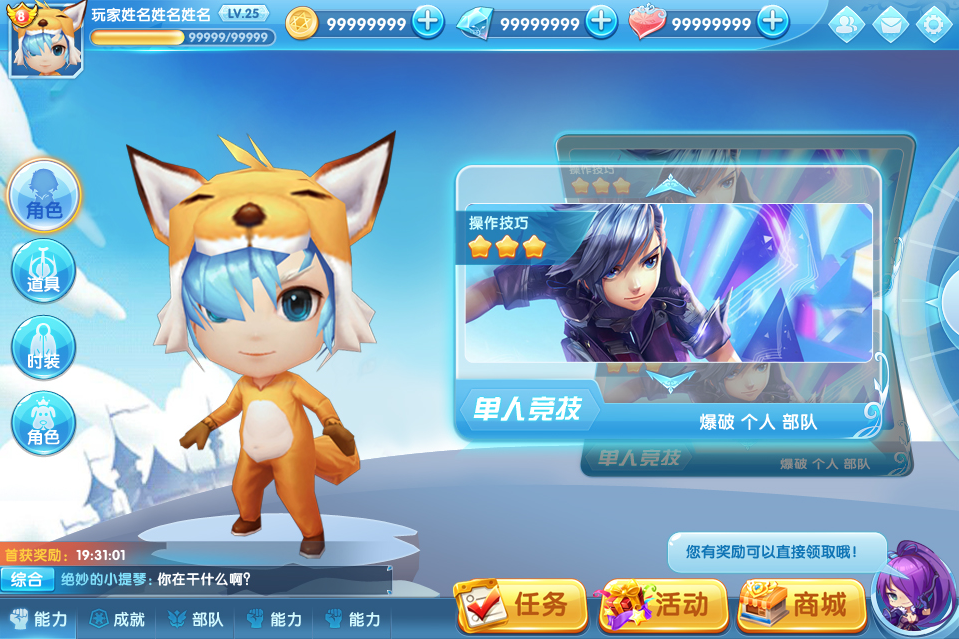 8
玩家姓名姓名姓名
LV.25
99999/99999
99999999
99999999
99999999
角色
道具
时装
角色
操作技巧
操作技巧
单人竞技
爆破 个人 部队
单人竞技
爆破 个人 部队
首获奖励：19:31:01
综合 绝妙的小提琴：你在干什么啊？
您有奖励可以直接领取哦！
能力
成就
部队
能力
能力
任务
活动
商城